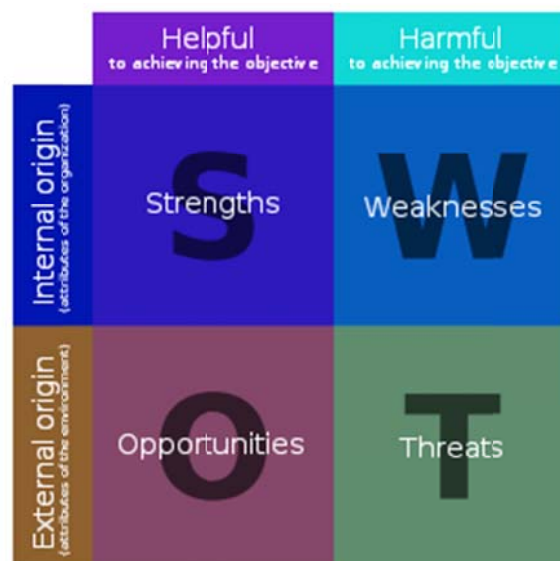 Helpful
to achieving the objective
Harmful
to achieving the objective
Internal origin
(attributes of the organization)
S
Strengths
W
Weaknesses
External origin
(attributes of the environment)
O
Opportunities
T
Threats